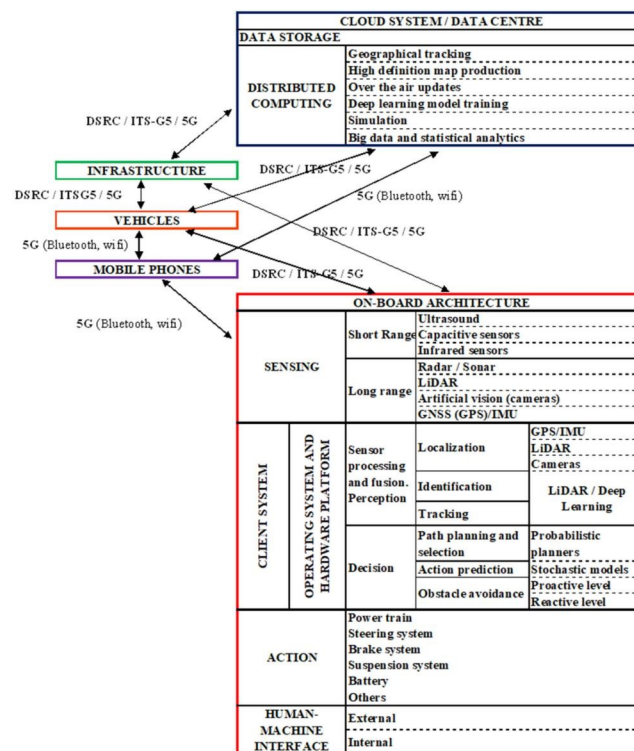 CLOUD SYSTEM / DATA CENTRE
DATA STORAGE
DISTRIBUTED
COMPUTING
Geographical tracking
High definition map production
Over the air updates
Deep learning model training
Simulation
Big data and statistical analytics
DSRC / ITS-G5 / 5G
INFRASTRUCTURE
DSRC / ITS-G5 / 5G
DSRC / ITSG5 / 5G
5G (Bluetooth, wifi)
VEHICLES
DSRC / ITS-G5 / 5G
5G (Bluetooth, wifi)
MOBILE PHONES
DSRC / ITS-G5 / 5G
5G (Bluetooth, wifi)
ON-BOARD ARCHITECTURE
SENSING
Short Range
Ultrasound
Capacitive sensors
Infrared sensors
Long range
Radar / Sonar
LiDAR
Artificial vision (cameras)
GNSS (GPS)/IMU
CLIENT SYSTEM
OPERATING SYSTEM AND
HARDWARE PLATFORM
Sensor
processing
and fusion.
Perception
Localization
GPS/IMU
LiDAR
Cameras
Identification
Tracking
LiDAR / Deep
Learning
Decision
Path planning and
selection
Probabilistic
planners
Action prediction
Stochastic models
Obstacle avoidance
Proactive level
Reactive level
ACTION
Power train
Steering system
Brake system
Suspension system
Battery
Others
HUMAN-
MACHINE
INTERFACE
External
Internal